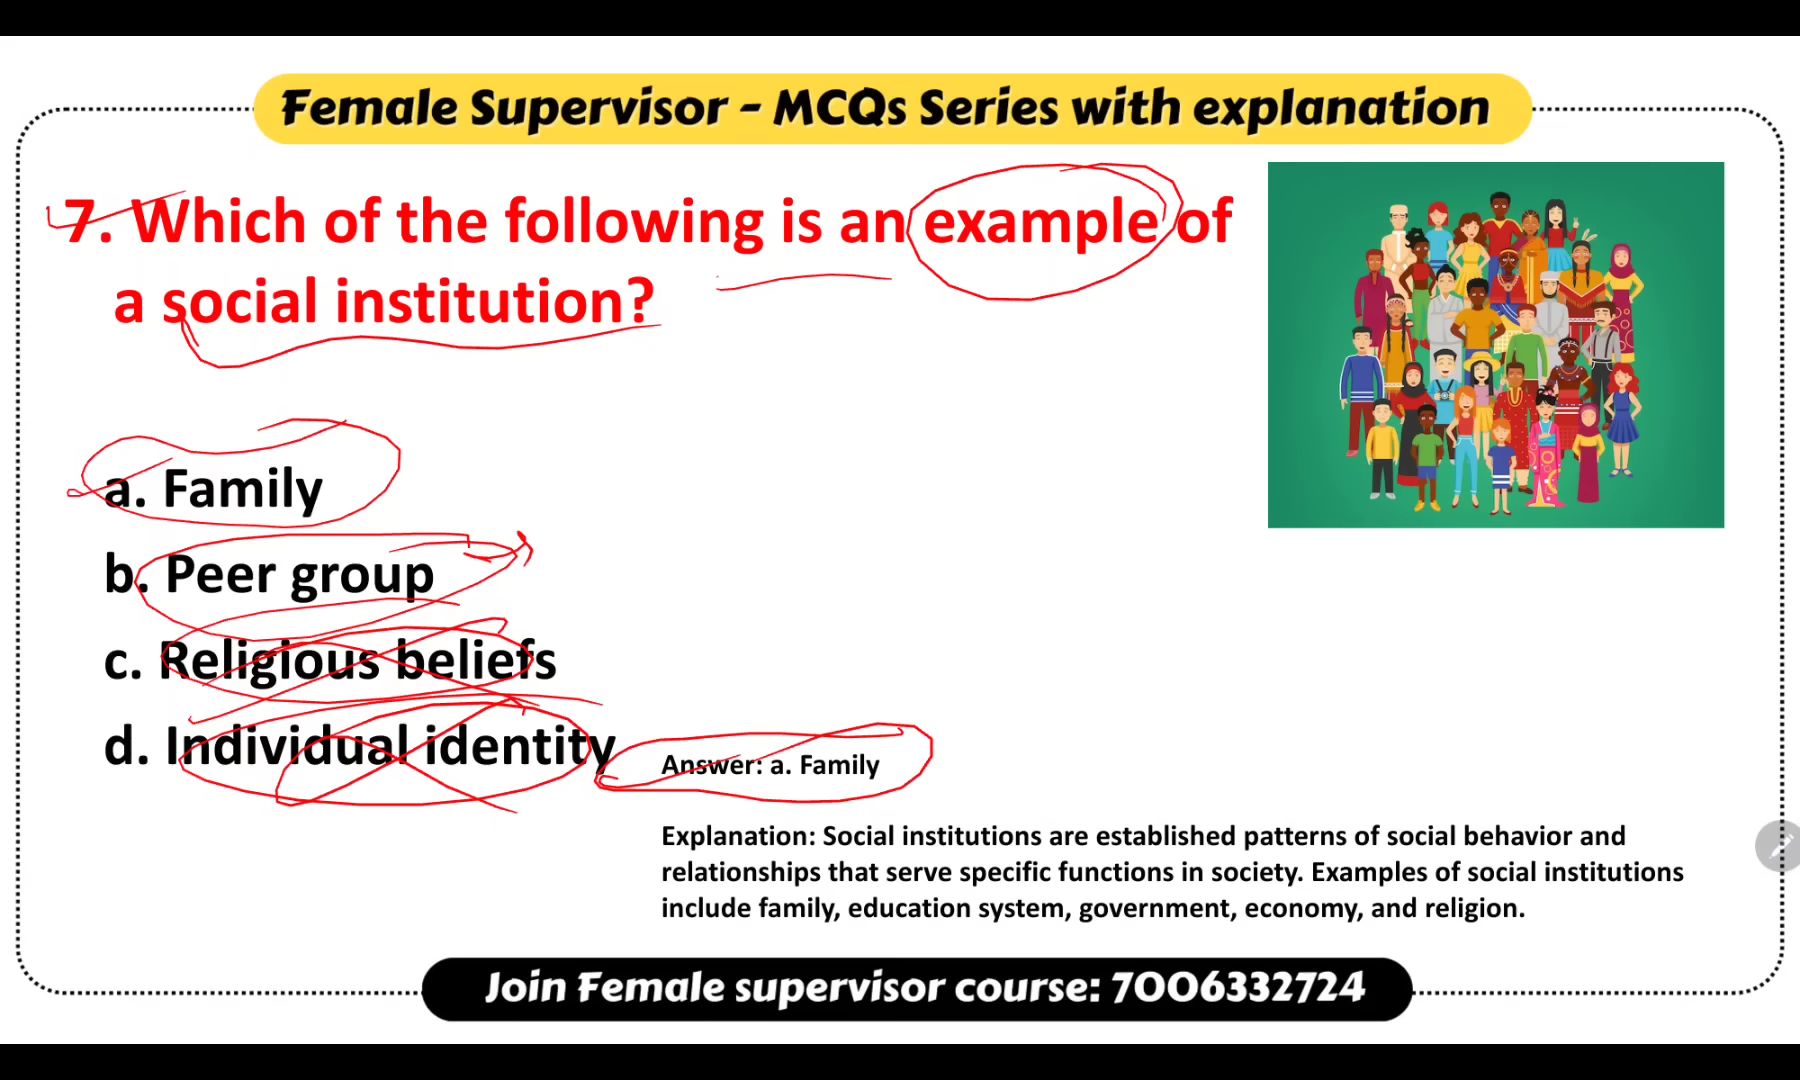 Female Supervisor - MCQs Series with explanation
7. Which of the following is an example of
a social institution?
a. Family
b. Peer group
c. Religious beliefs
d. Individual identity
Answer: a. Family
Explanation: Social institutions are established patterns of social behavior and
relationships that serve specific functions in society. Examples of social institutions
include family, education system, government, economy, and religion.
Join Female supervisor course: 7006332724